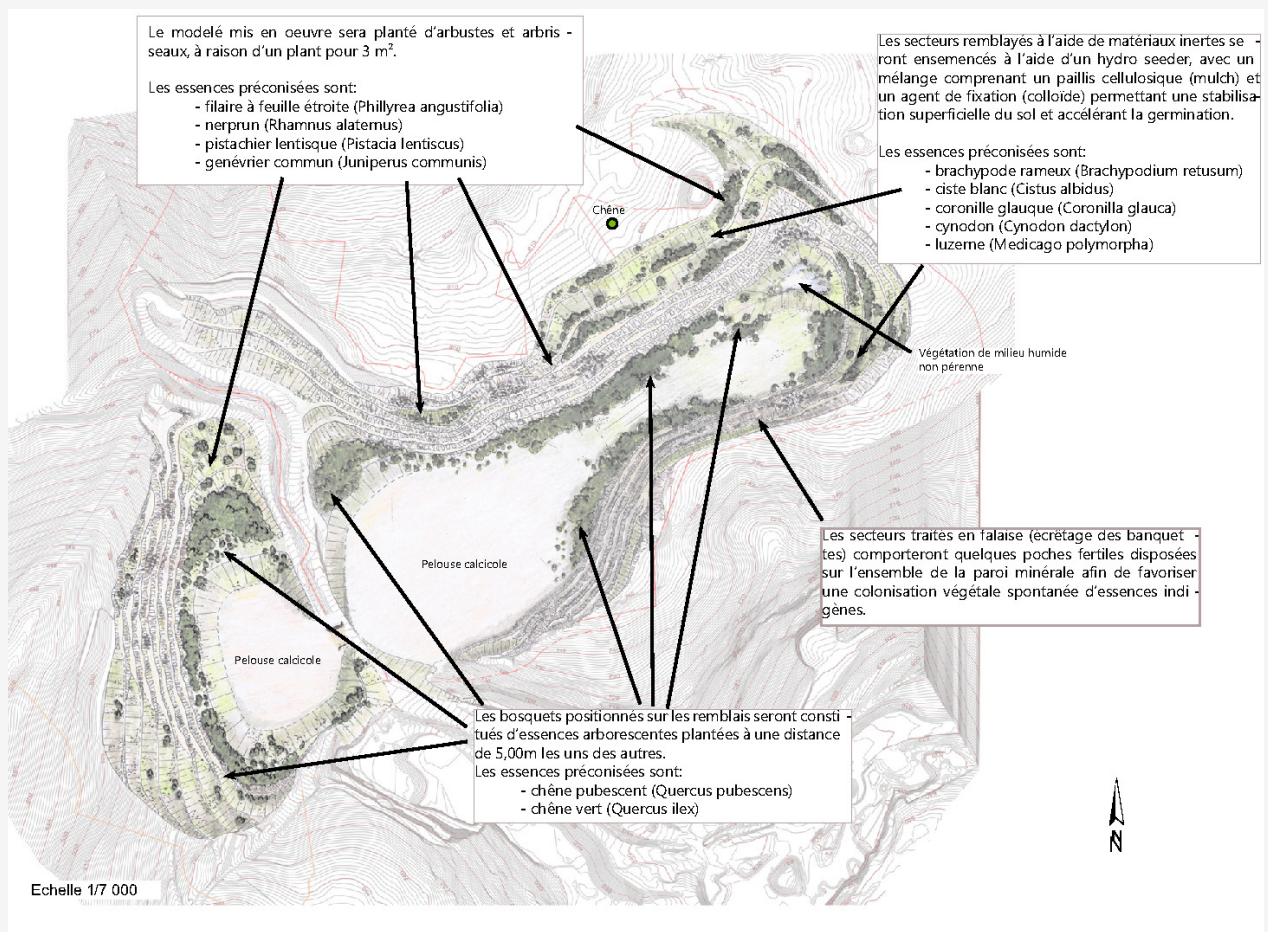 Le modelé mis en oeuvre sera planté d'arbustes et arbris -
seaux, à raison d'un plant pour 3 m².
Les essences préconisées sont:
- filaire à feuille étroite (Phillyrea angustifolia)
- nerprun (Rhamnus alaternus)
- pistachier lentisque (Pistacia lentiscus)
- genévrier commun (Juniperus communis)
Les secteurs remblayés à l'aide de matériaux inertes se -
ront ensemencés à l'aide d'un hydro seeder, avec un
mélange comprenant un paillis cellulosique (mulch) et
un agent de fixation (colloïde) permettant une stabilisa-
tion superficielle du sol et accélérant la germination.
Les essences préconisées sont:
- brachypode rameux (Brachypodium retusum)
- ciste blanc (Cistus albidus)
- coronille glauque (Coronilla glauca)
- cynodon (Cynodon dactylon)
- luzerne (Medicago polymorpha)
Chêne
Végétation de milieu humide
non pérenne
Les secteurs traités en falaise (écrêtage des banquet -
tes) comporteront quelques poches fertiles disposées
sur l'ensemble de la paroi minérale afin de favoriser
une colonisation végétale spontanée d'essences indi -
gènes.
Pelouse calcicole
Pelouse calcicole
Les bosquets positionnés sur les remblais seront consti -
tués d'essences arborescentes plantées à une distance
de 5,00m les uns des autres.
Les essences préconisées sont:
- chêne pubescent (Quercus pubescens)
- chêne vert (Quercus ilex)
N
Echelle 1/7 000